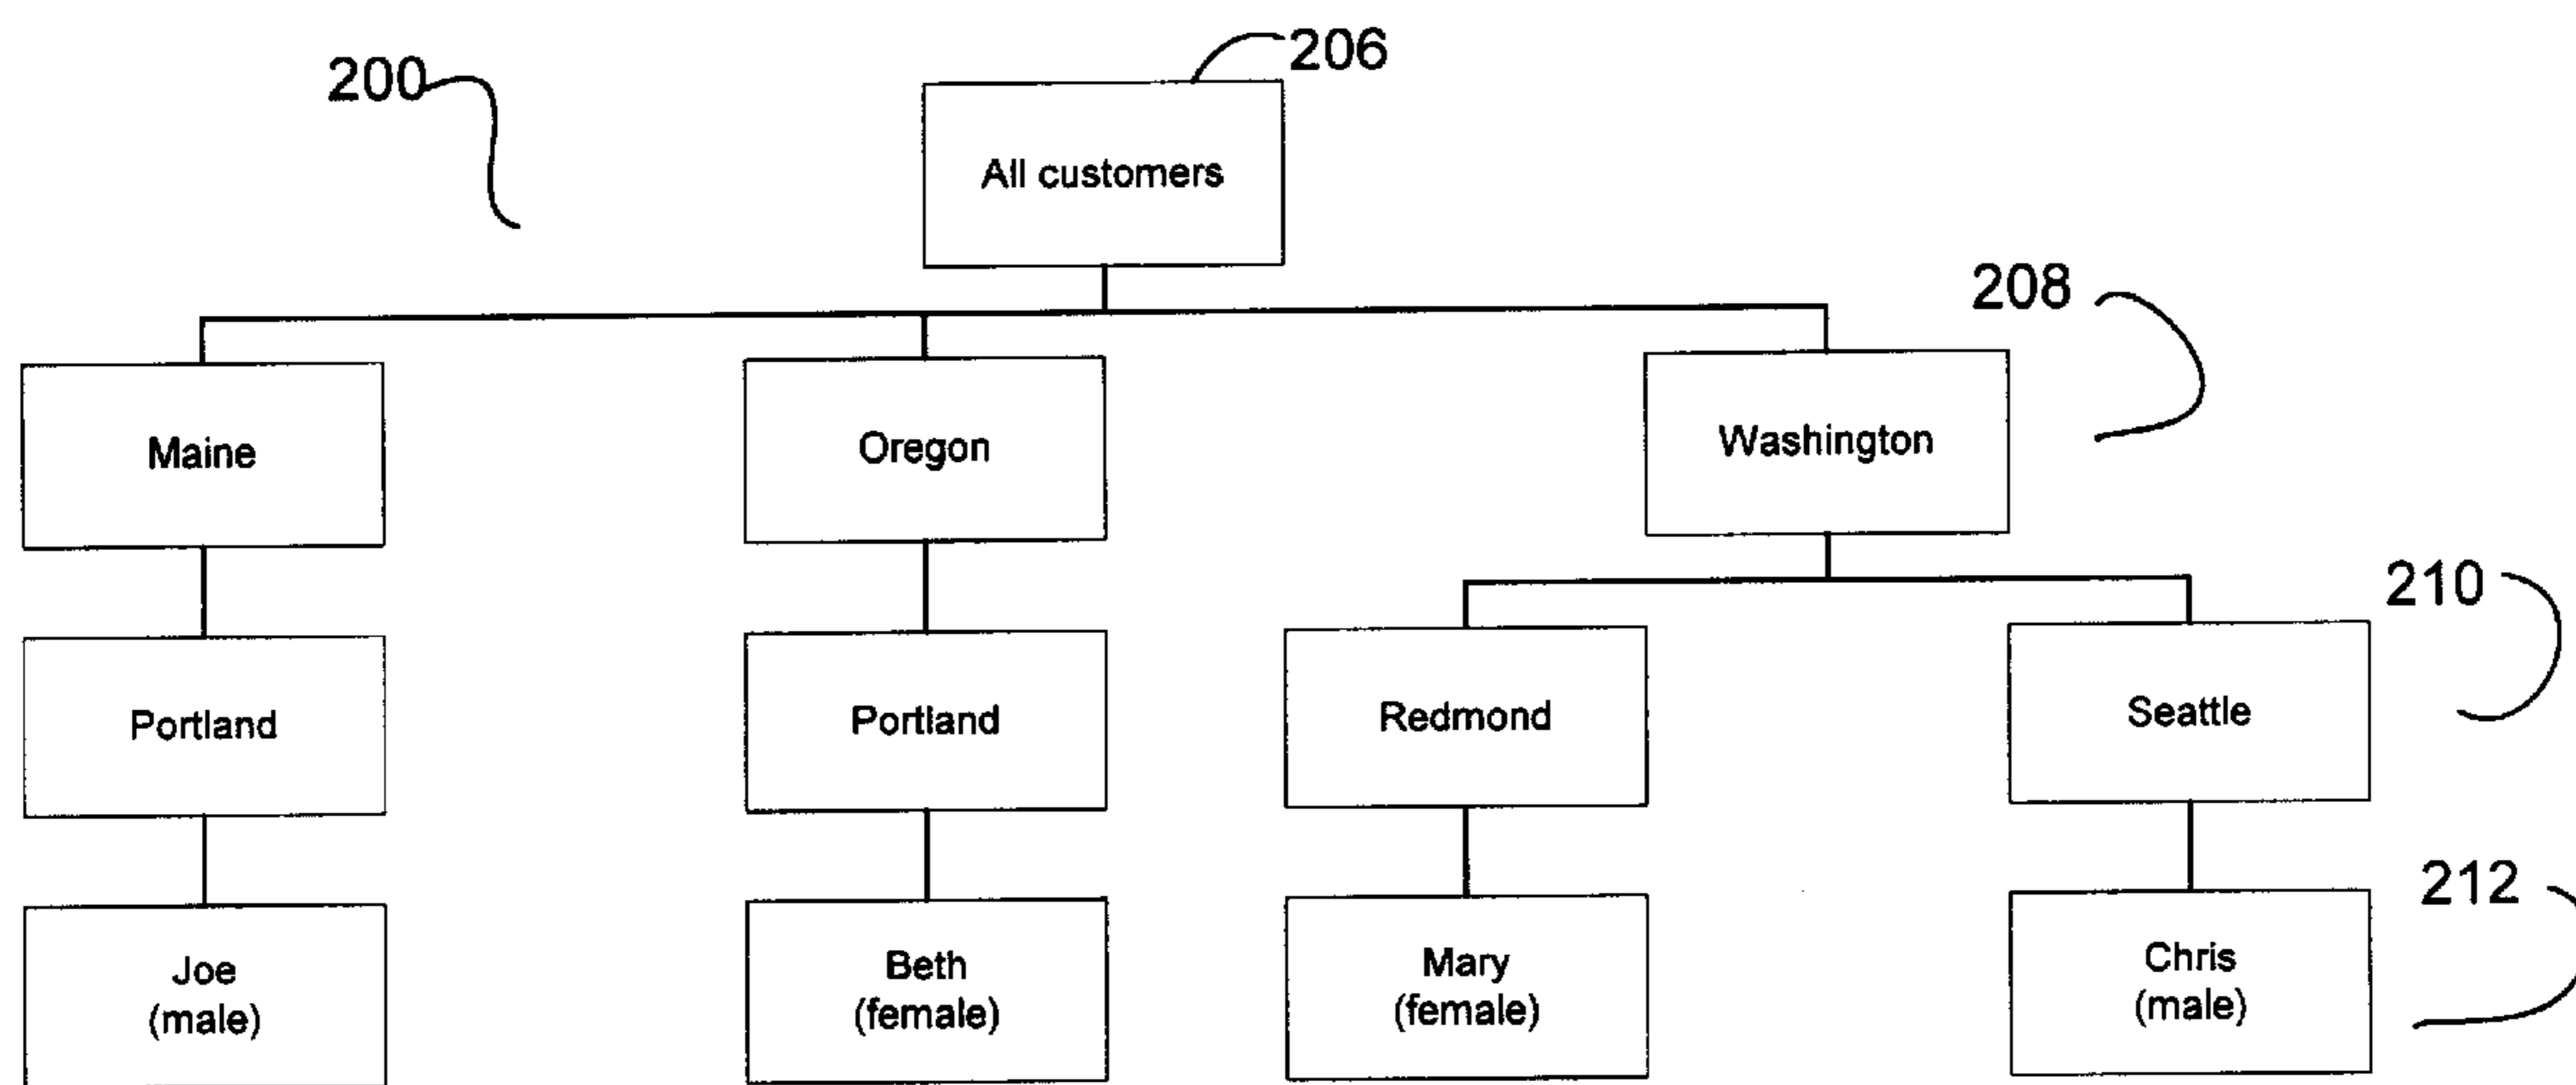 200
206
All customers
208
Maine
Oregon
Washington
210
Portland
Portland
Redmond
Seattle
212
Joe
(male)
Beth
(female)
Mary
(female)
Chris
(male)